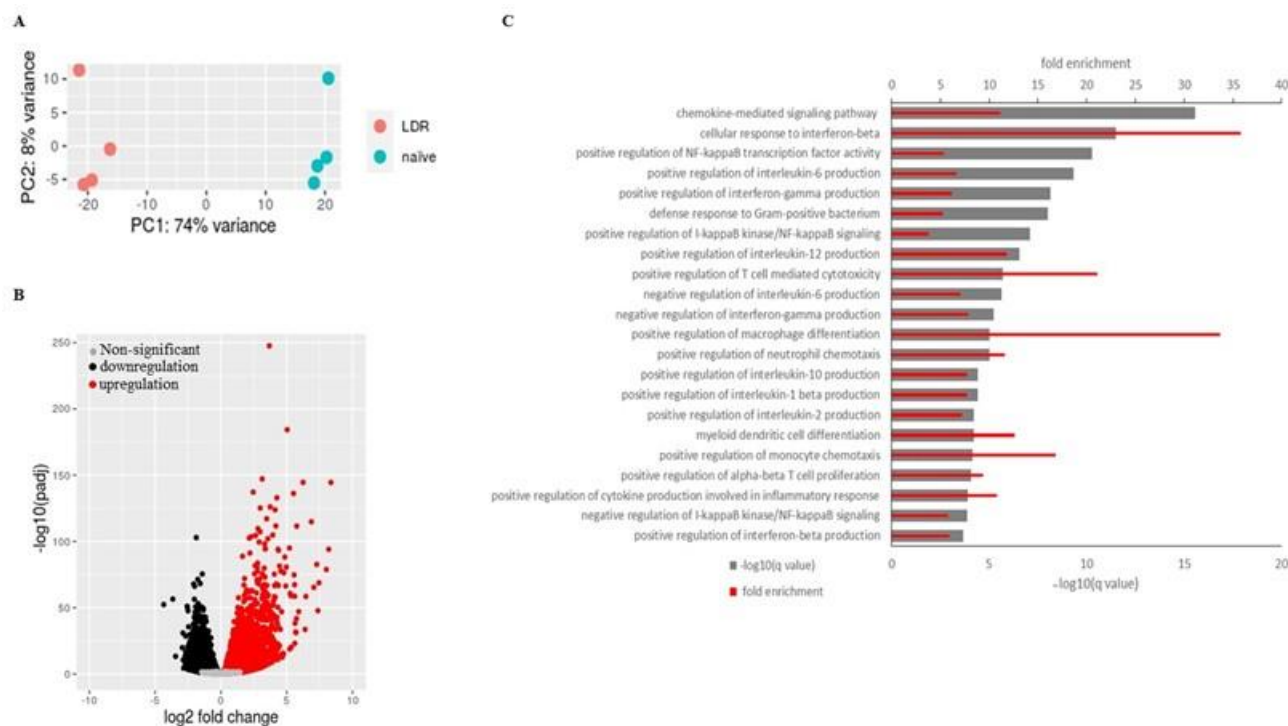 A
PC2: 8% variance
10
5
0
-5
-20
-10
0
10
20
PC1: 74% variance
LDR
naïve
B
-log10(padj)
250
200
150
100
50
0
Non-significant
downregulation
upregulation
-10
-5
0
5
10
log2 fold change
C
fold enrichment
0
5
10
15
20
25
30
35
40
chemokine-mediated signaling pathway
cellular response to interferon-beta
positive regulation of NF-kappaB transcription factor activity
positive regulation of interleukin-6 production
positive regulation of interferon-gamma production
defense response to Gram-positive bacterium
positive regulation of I-kappaB kinase/NF-kappaB signaling
positive regulation of interleukin-12 production
positive regulation of T cell mediated cytotoxicity
negative regulation of interleukin-6 production
negative regulation of interferon-gamma production
positive regulation of macrophage differentiation
positive regulation of neutrophil chemotaxis
positive regulation of interleukin-10 production
positive regulation of interleukin-1 beta production
positive regulation of interleukin-2 production
myeloid dendritic cell differentiation
positive regulation of monocyte chemotaxis
positive regulation of alpha-beta T cell proliferation
positive regulation of cytokine production involved in inflammatory response
negative regulation of I-kappaB kinase/NF-kappaB signaling
positive regulation of interferon-beta production
-log10(q value)
fold enrichment
0
5
10
15
20
-log10(q value)